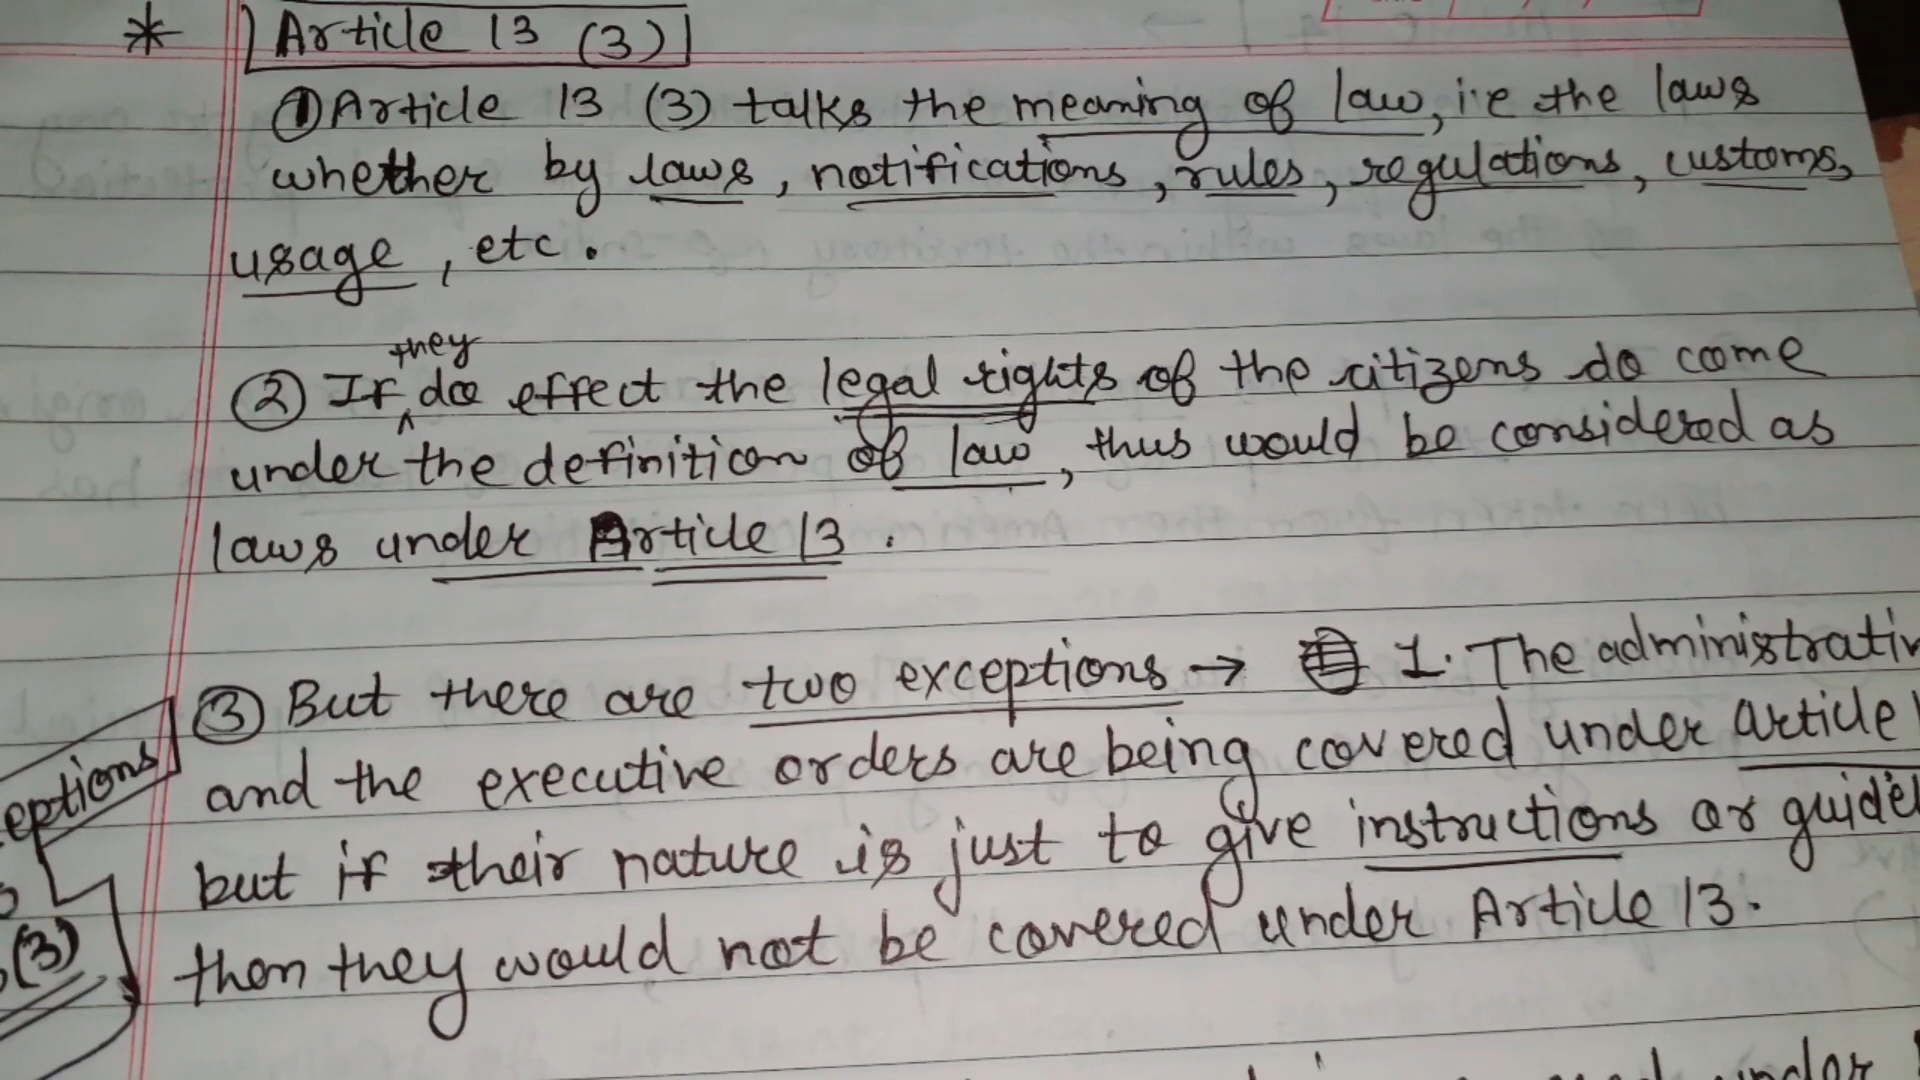 * Article 13 (3)
① Article 13 (3) talks the meaning of law, i.e the laws
whether by laws, notifications, rules, regulations, customs,
usage, etc.
they
② If do effect the legal rights of the citizens do come
under the definition of law, thus would be considered as
laws under Article 13.
③ But there are two exceptions → 1. The administrativ
and the executive orders are being covered under article
eptions
but if their nature is just to give instructions or guidel
(3)
then they would not be covered under Article 13.
under